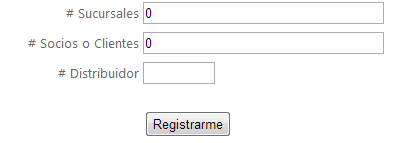 # Sucursales 0
# Socios o Clientes 0
# Distribuidor
Registrarme